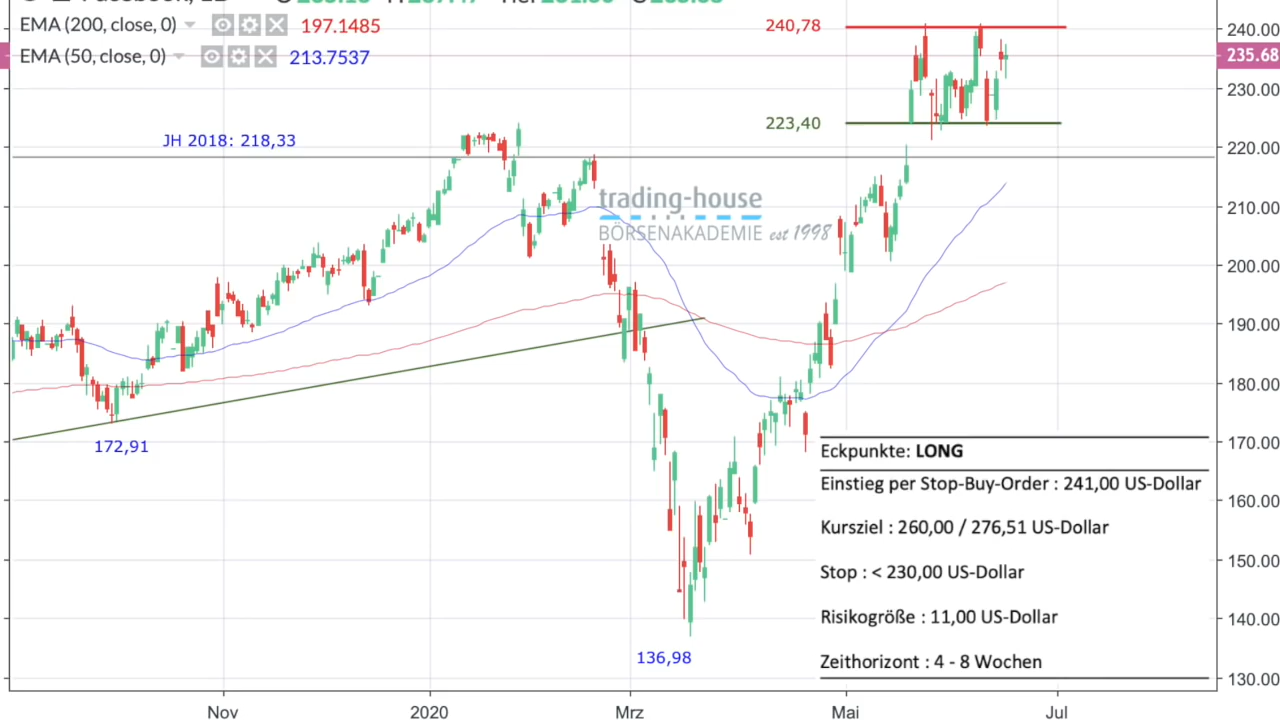 EMA (200, close, 0) 197.1485
EMA (50, close, 0) 213.7537
240,78
223,40
JH 2018: 218,33
trading-house
BÖRSENAKADEMIE est 1998
172,91
136,98
240.00
235.68
230.00
220.00
210.00
200.00
190.00
180.00
170.00
160.00
150.00
140.00
130.00
Eckpunkte: LONG
Einstieg per Stop-Buy-Order : 241,00 US-Dollar
Kursziel : 260,00 / 276,51 US-Dollar
Stop : < 230,00 US-Dollar
Risikogröße : 11,00 US-Dollar
Zeithorizont : 4 - 8 Wochen
Nov 2020 Mrz Mai Jul